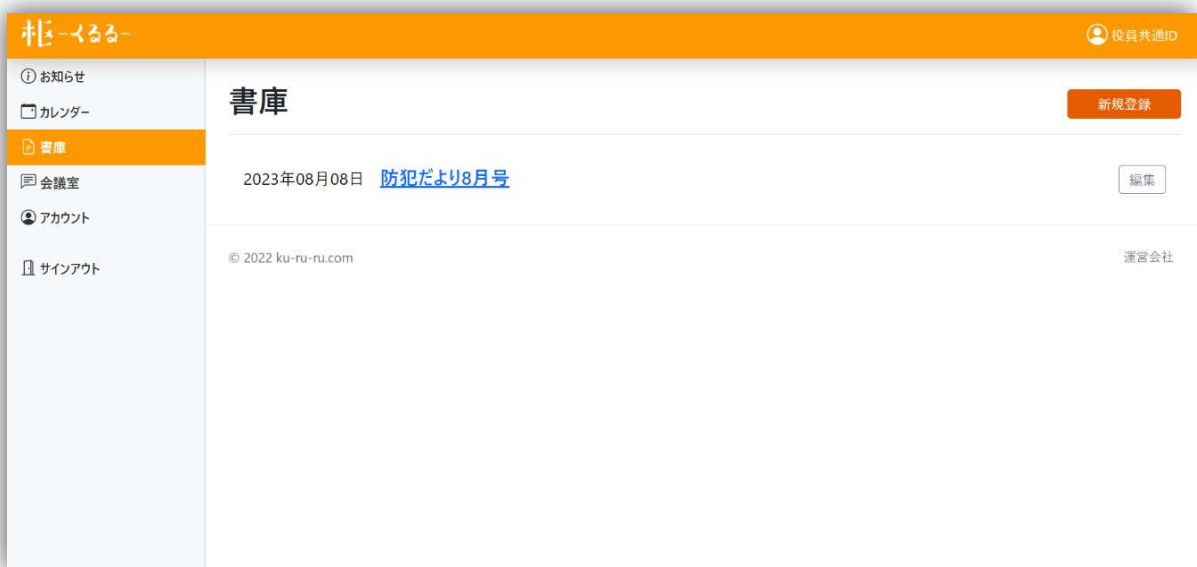 枢-くるる-
役員共通ID
お知らせ
カレンダー
書庫
会議室
アカウント
サインアウト
書庫
新規登録
2023年08月08日 防犯だより8月号
編集
© 2022 ku-ru-ru.com
運営会社